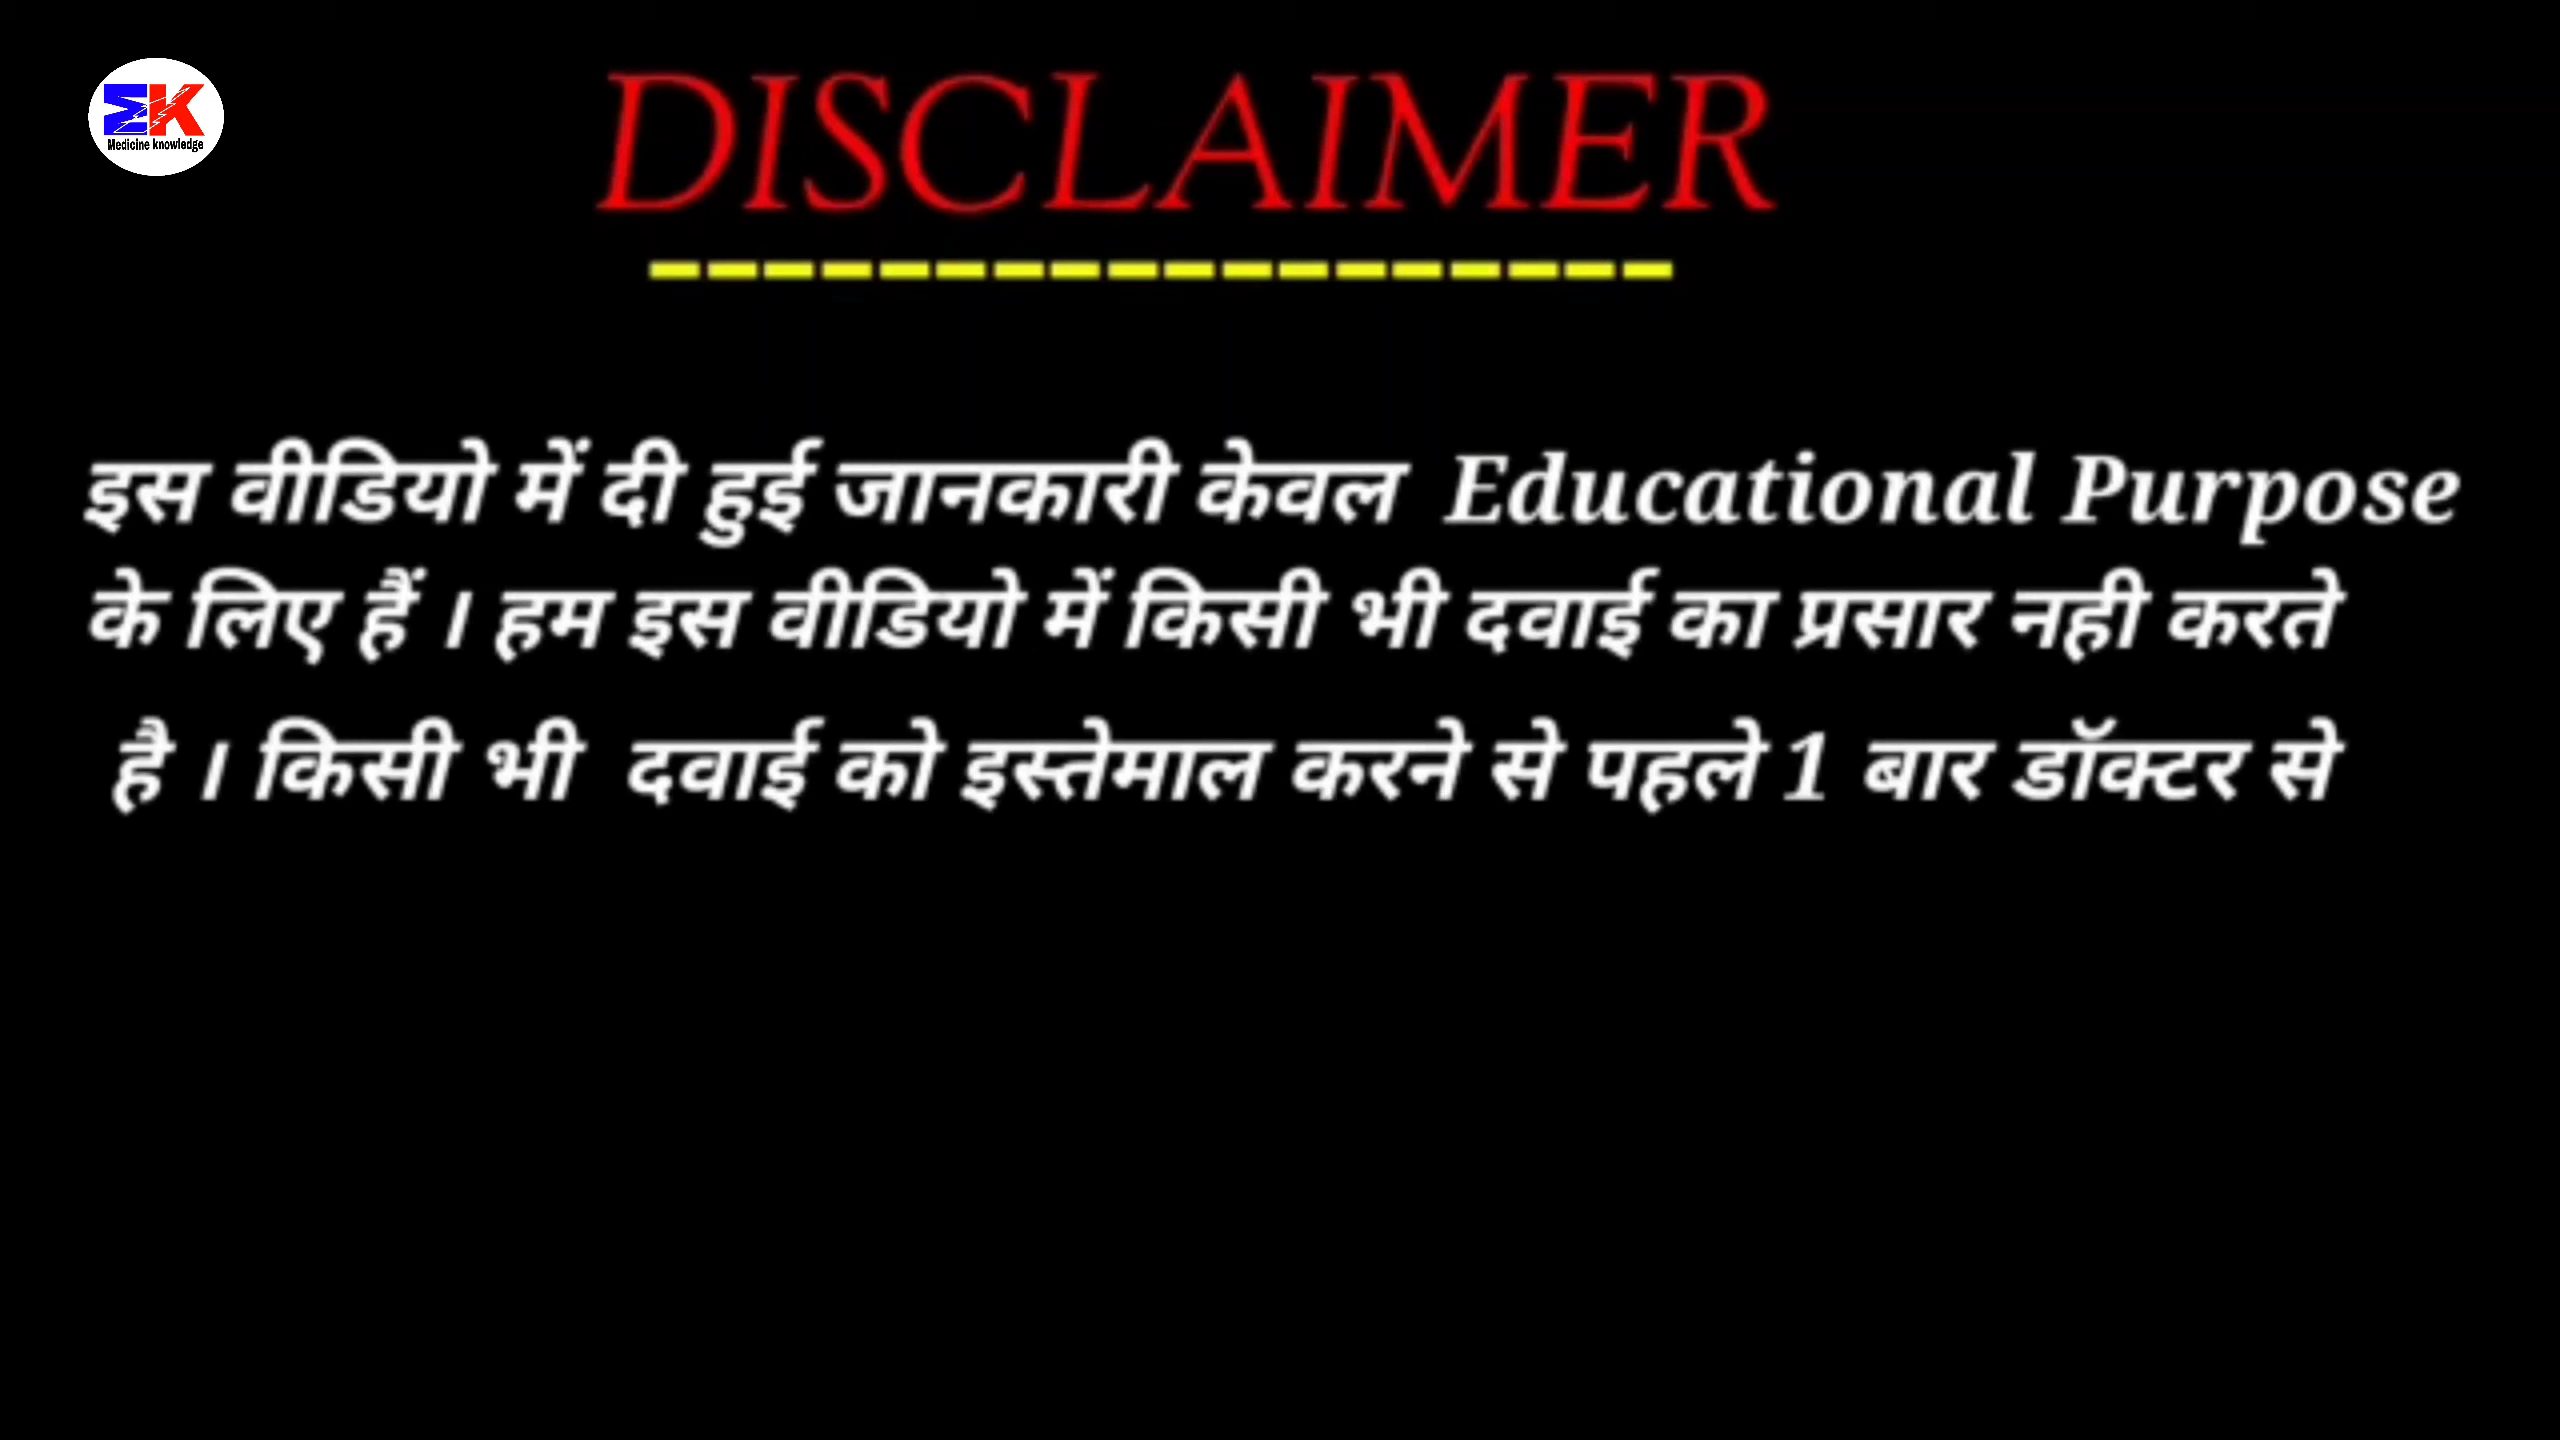 MK
Medicine knowledge
DISCLAIMER
------------------
इस वीडियो में दी हुई जानकारी केवल Educational Purpose
के लिए हैं । हम इस वीडियो में किसी भी दवाई का प्रसार नही करते
है । किसी भी दवाई को इस्तेमाल करने से पहले 1 बार डॉक्टर से